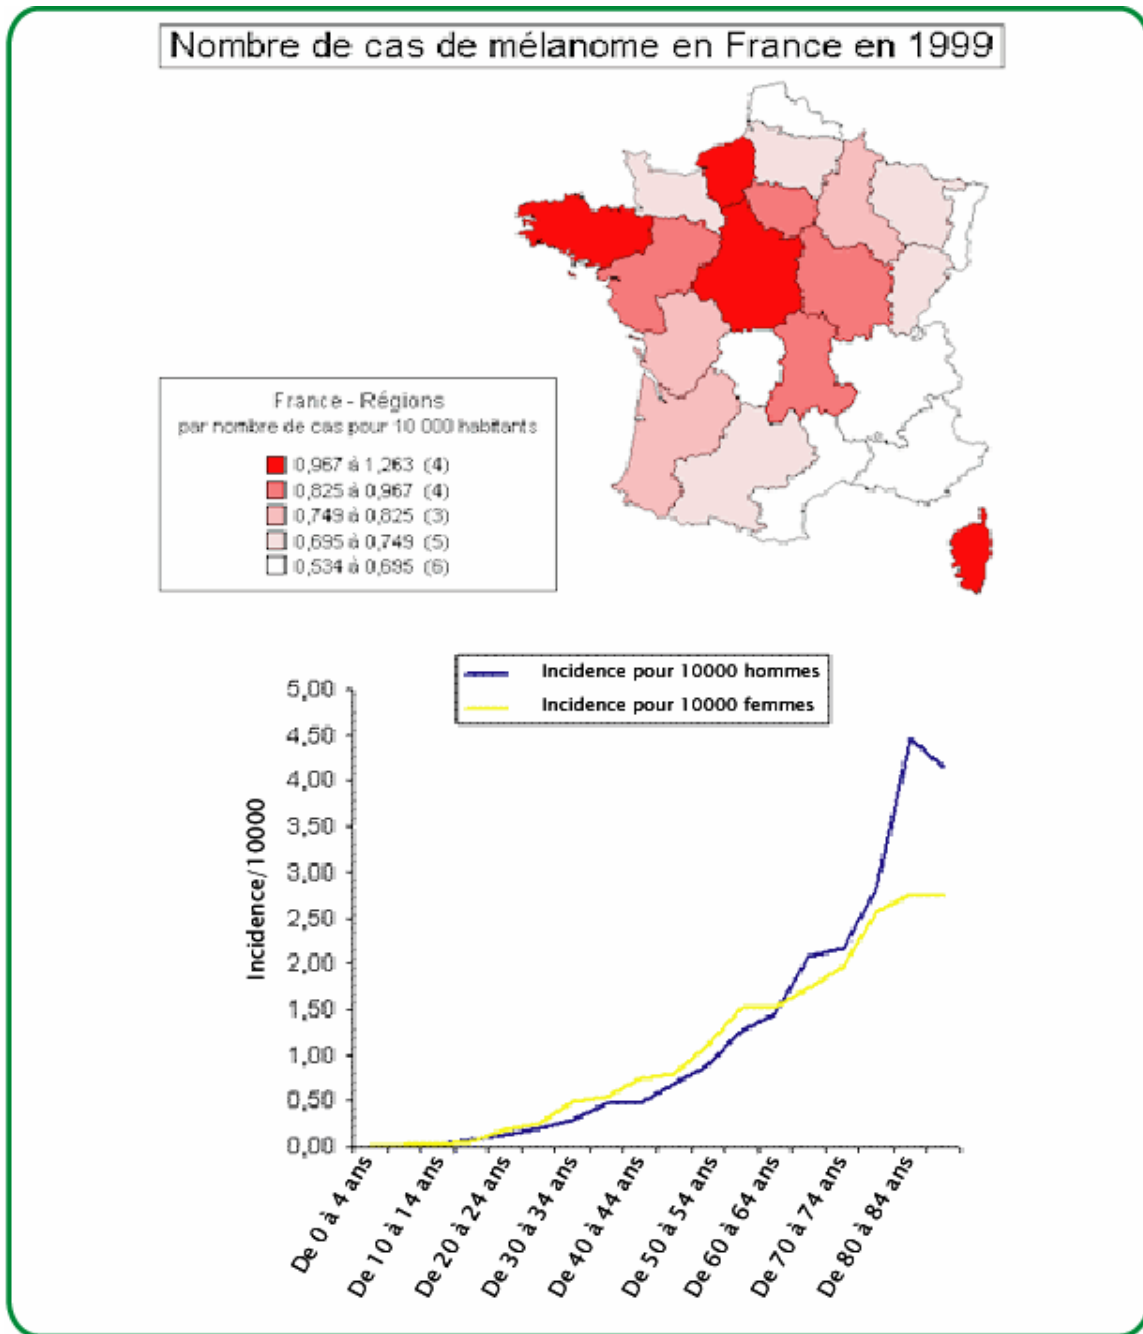 Nombre de cas de mélanome en France en 1999
France - Régions
par nombre de cas pour 10 000 habitants
0,967 à 1,263 (4)
0,825 à 0,967 (4)
0,749 à 0,825 (3)
0,695 à 0,749 (5)
0,534 à 0,695 (6)
Incidence pour 10000 hommes
Incidence pour 10000 femmes
Incidence/10000
5,00
4,50
4,00
3,50
3,00
2,50
2,00
1,50
1,00
0,50
0,00
De 0 à 4 ans
De 10 à 14 ans
De 20 à 24 ans
De 30 à 34 ans
De 40 à 44 ans
De 50 à 54 ans
De 60 à 64 ans
De 70 à 74 ans
De 80 à 84 ans